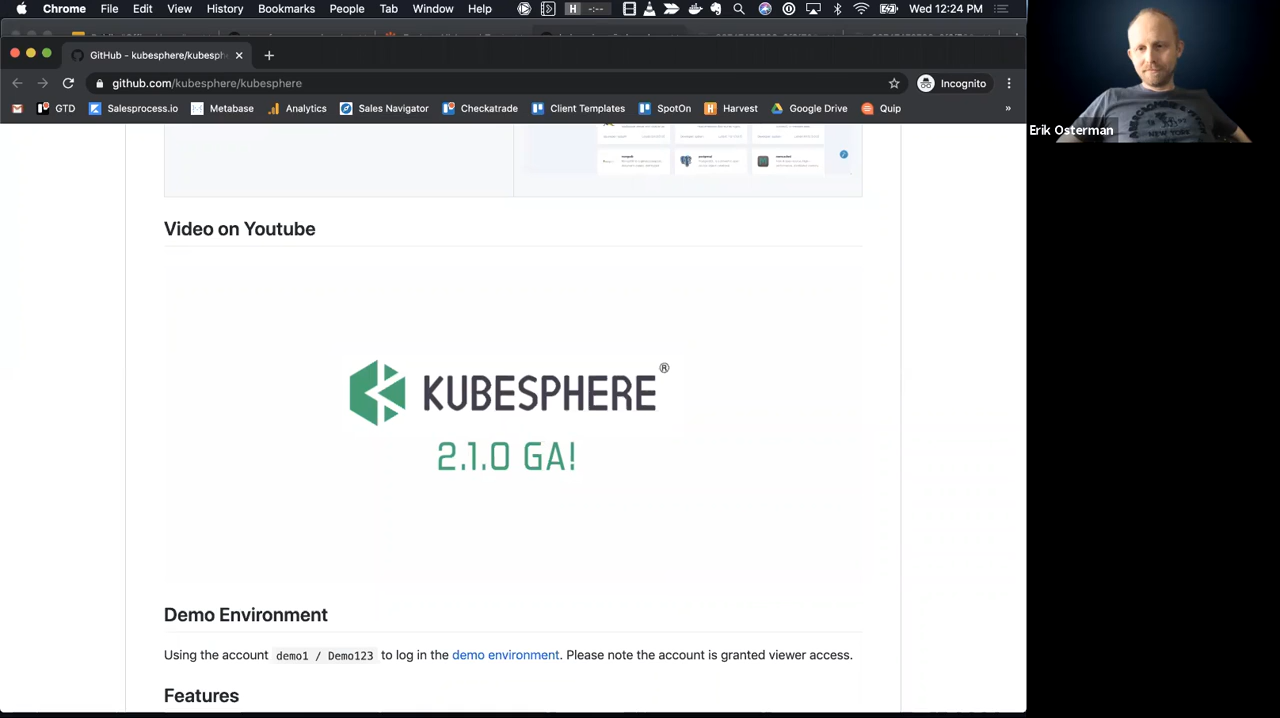 Chrome File Edit View History Bookmarks People Tab Window Help H --:-- Wed 12:24 PM
GitHub - kubesphere/kubesph
github.com/kubesphere/kubesphere Incognito
GTD Salesprocess.io Metabase Analytics Sales Navigator Checkatrade Client Templates SpotOn Harvest Google Drive Quip »
Erik Osterman
Video on Youtube
KUBESPHERE®
2.1.0 GA!
Demo Environment
Using the account demo1 / Demo123 to log in the demo environment. Please note the account is granted viewer access.
Features